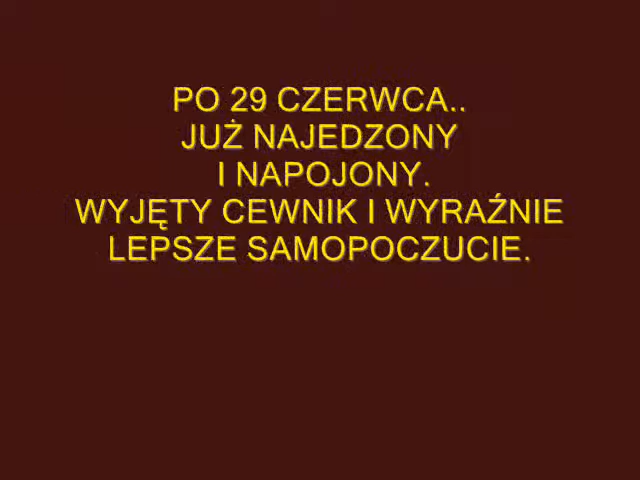 PO 29 CZERWCA..
JUŻ NAJEDZONY
I NAPOJONY.
WYJĘTY CEWNIK I WYRAŹNIE
LEPSZE SAMOPOCZUCIE.